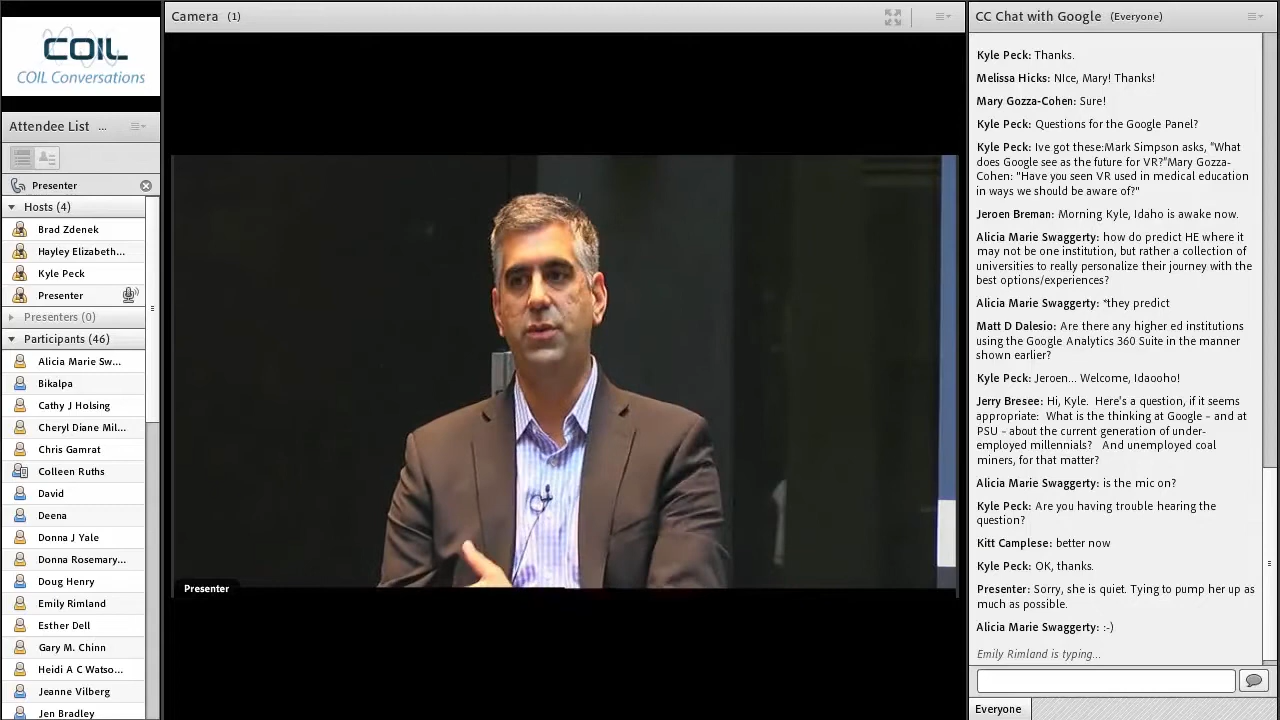 COIL
COIL Conversations
Attendee List ...
Presenter
Hosts (4)
Brad Zdenek
Hayley Elizabeth...
Kyle Peck
Presenter
Presenters (0)
Participants (46)
Alicia Marie Sw...
Bikalpa
Cathy J Holsing
Cheryl Diane Mil...
Chris Gamrat
Colleen Ruths
David
Deena
Donna J Yale
Donna Rosemary...
Doug Henry
Emily Rimland
Esther Dell
Gary M. Chinn
Heidi A C Watso...
Jeanne Vilberg
Jen Bradley
Camera (1)
Presenter
CC Chat with Google (Everyone)
Kyle Peck: Thanks.
Melissa Hicks: NIce, Mary! Thanks!
Mary Gozza-Cohen: Sure!
Kyle Peck: Questions for the Google Panel?
Kyle Peck: Ive got these:Mark Simpson asks, "What
does Google see as the future for VR?"Mary Gozza-
Cohen: "Have you seen VR used in medical education
in ways we should be aware of?"
Jeroen Breman: Morning Kyle, Idaho is awake now.
Alicia Marie Swaggerty: how do predict HE where it
may not be one institution, but rather a collection of
universities to really personalize their journey with the
best options/experiences?
Alicia Marie Swaggerty: *they predict
Matt D Dalesio: Are there any higher ed institutions
using the Google Analytics 360 Suite in the manner
shown earlier?
Kyle Peck: Jeroen... Welcome, Idaooho!
Jerry Bresee: Hi, Kyle. Here's a question, if it seems
appropriate: What is the thinking at Google - and at
PSU - about the current generation of under-
employed millennials? And unemployed coal
miners, for that matter?
Alicia Marie Swaggerty: is the mic on?
Kyle Peck: Are you having trouble hearing the
question?
Kitt Camplese: better now
Kyle Peck: OK, thanks.
Presenter: Sorry, she is quiet. Tying to pump her up as
much as possible.
Alicia Marie Swaggerty: :-)
Emily Rimland is typing...
Everyone